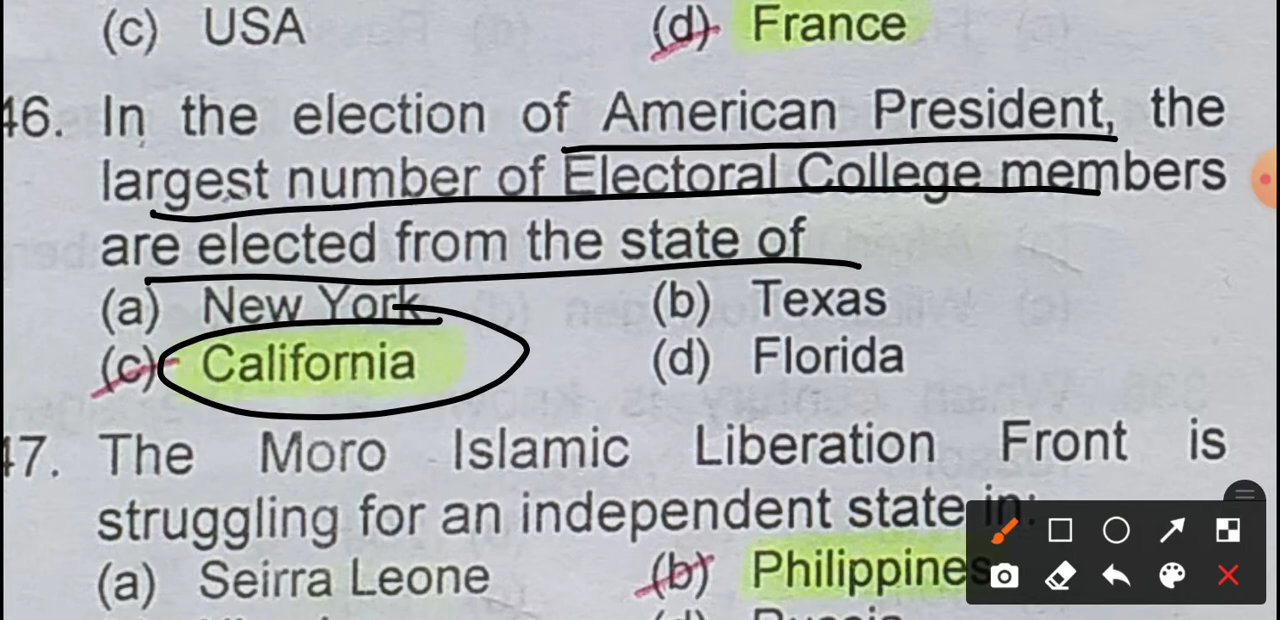 (c) USA (d) France
46. In the election of American President, the
largest number of Electoral College members
are elected from the state of
(a) New York (b) Texas
(c) California (d) Florida
47. The Moro Islamic Liberation Front is
struggling for an independent state in:
(a) Seirra Leone (b) Philippines
(d) Russia